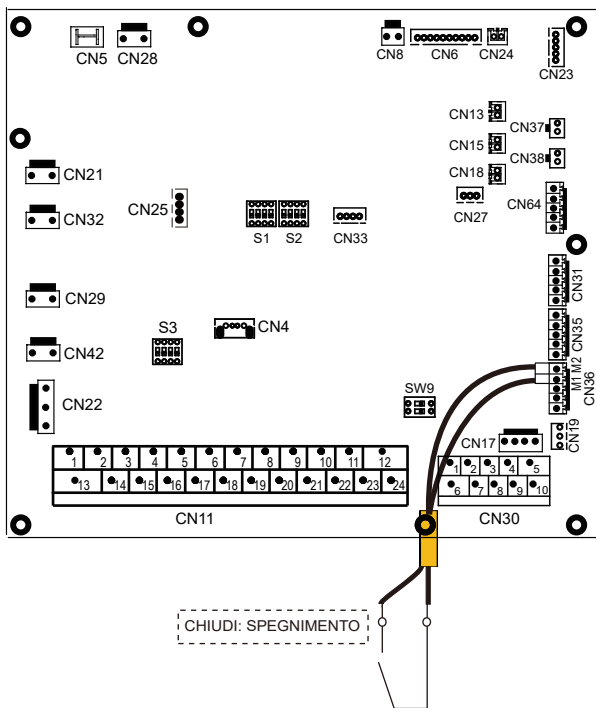 CN5
CN28
CN8
CN6
CN24
CN23
CN13
CN15
CN18
CN37
CN38
CN27
CN64
CN21
CN32
CN25
S1
S2
CN33
CN31
CN29
CN42
CN22
S3
CN4
CN35
M1 M2
CN36
SW9
CN17
CN19
1 2 3 4 5 6 7 8 9 10 11 12
13 14 15 16 17 18 19 20 21 22 23 24
CN11
1 2 3 4 5
6 7 8 9 10
CN30
CHIUDI: SPEGNIMENTO